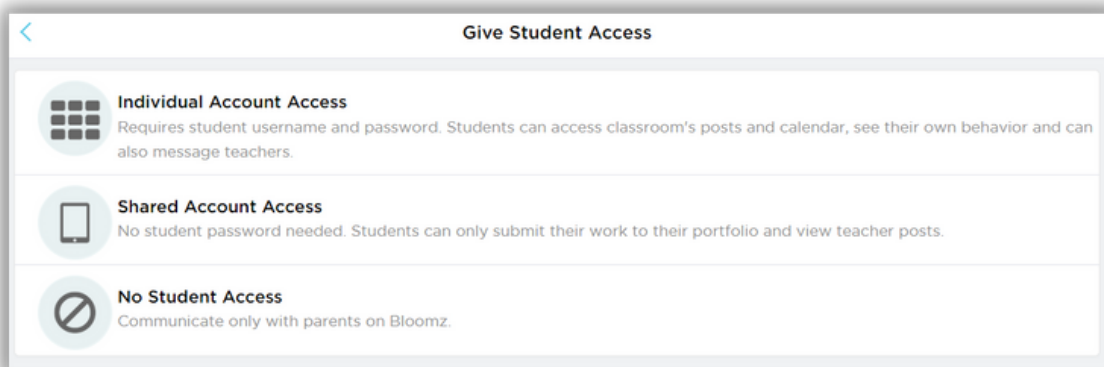 Give Student Access
Individual Account Access
Requires student username and password. Students can access classroom's posts and calendar, see their own behavior and can
also message teachers.
Shared Account Access
No student password needed. Students can only submit their work to their portfolio and view teacher posts.
No Student Access
Communicate only with parents on Bloomz.